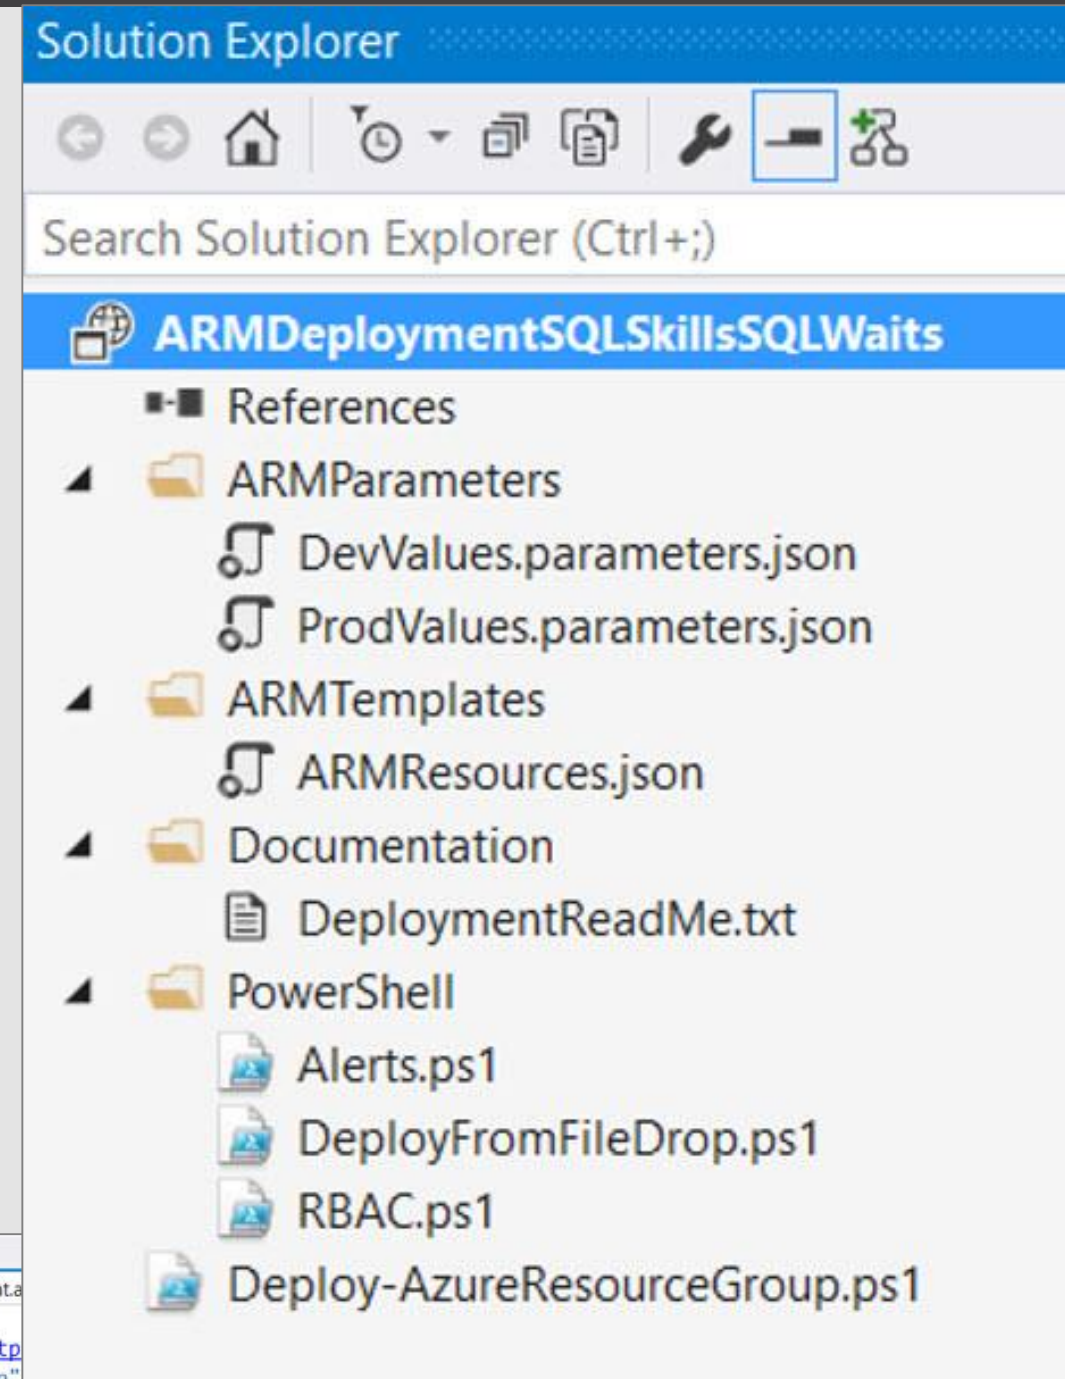 Solution Explorer
Search Solution Explorer (Ctrl+;)
ARMDeploymentSQLSkillsSQLWaits
References
ARMParameters
DevValues.parameters.json
ProdValues.parameters.json
ARMTemplates
ARMResources.json
Documentation
DeploymentReadMe.txt
PowerShell
Alerts.ps1
DeployFromFileDrop.ps1
RBAC.ps1
Deploy-AzureResourceGroup.ps1